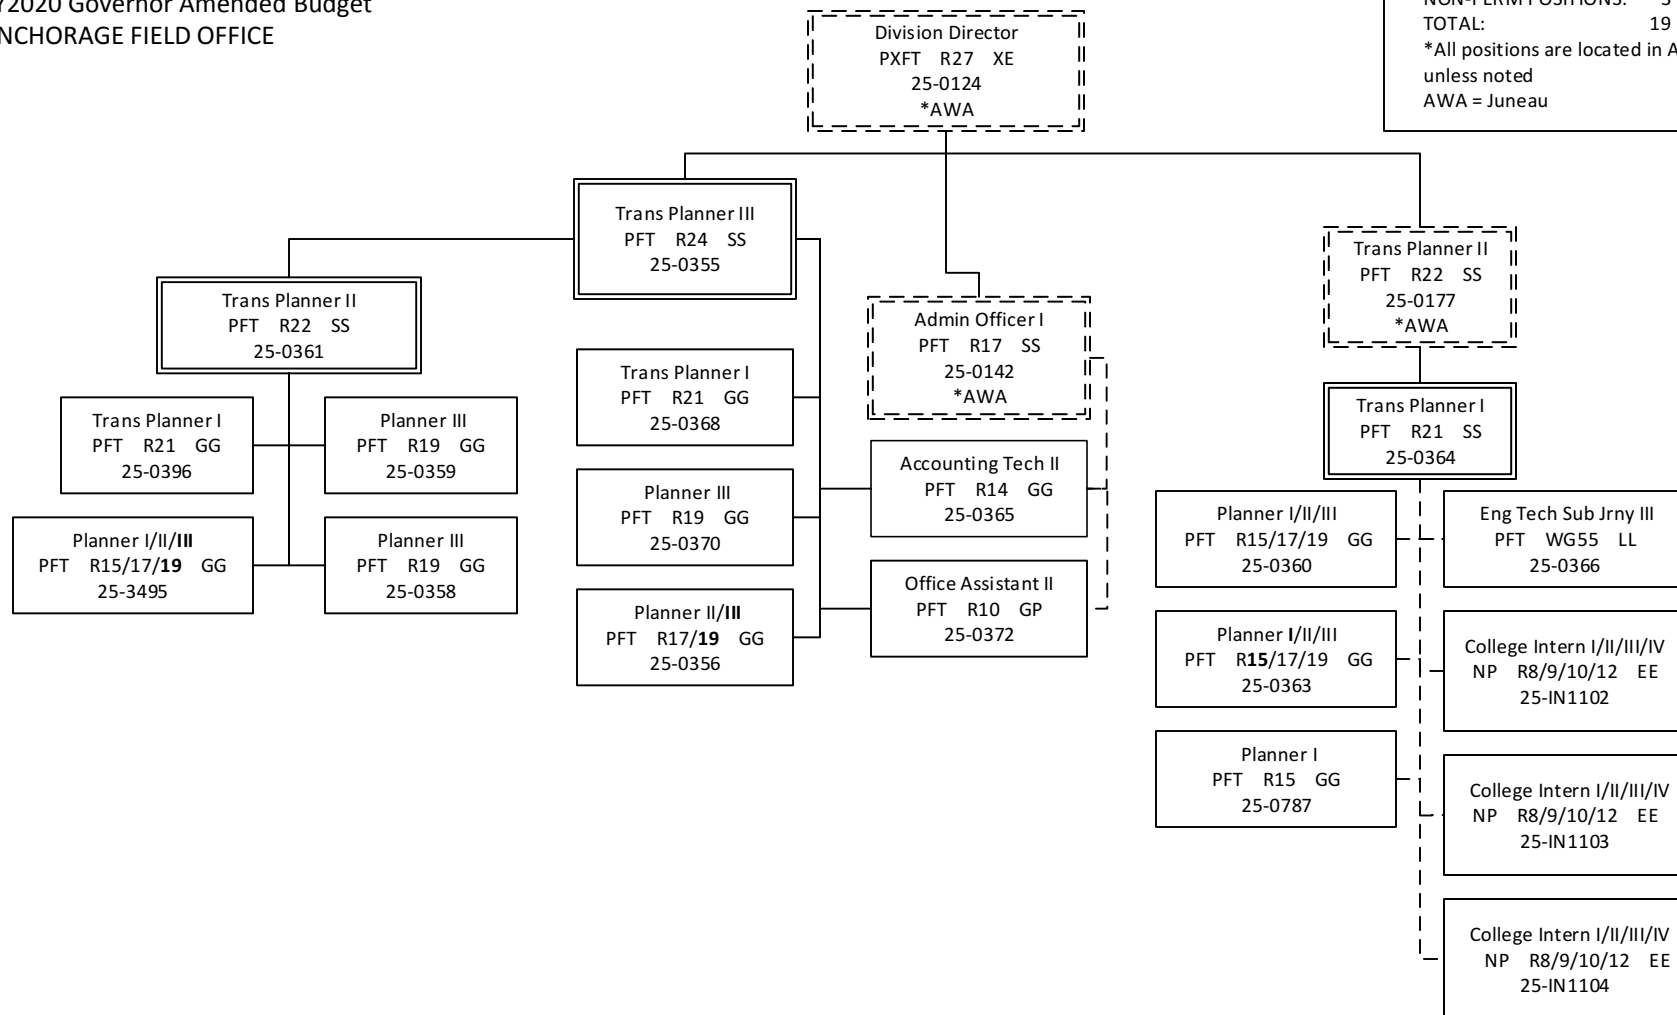 Y2020 Governor Amended Budget
NCHORAGE FIELD OFFICE
NON-PERM POSITIONS: 3
TOTAL: 19
*All positions are located in A
unless noted
AWA = Juneau
Division Director
PXFT R27 XE
25-0124
*AWA
Trans Planner III
PFT R24 SS
25-0355
Trans Planner II
PFT R22 SS
25-0361
Trans Planner I
PFT R21 GG
25-0396
Planner III
PFT R19 GG
25-0359
Planner I/II/III
PFT R15/17/19 GG
25-3495
Planner III
PFT R19 GG
25-0358
Trans Planner I
PFT R21 GG
25-0368
Planner III
PFT R19 GG
25-0370
Planner II/III
PFT R17/19 GG
25-0356
Admin Officer I
PFT R17 SS
25-0142
*AWA
Accounting Tech II
PFT R14 GG
25-0365
Office Assistant II
PFT R10 GP
25-0372
Trans Planner II
PFT R22 SS
25-0177
*AWA
Trans Planner I
PFT R21 SS
25-0364
Planner I/II/III
PFT R15/17/19 GG
25-0360
Eng Tech Sub Jrny III
PFT WG55 LL
25-0366
Planner I/II/III
PFT R15/17/19 GG
25-0363
College Intern I/II/III/IV
NP R8/9/10/12 EE
25-IN1102
Planner I
PFT R15 GG
25-0787
College Intern I/II/III/IV
NP R8/9/10/12 EE
25-IN1103
College Intern I/II/III/IV
NP R8/9/10/12 EE
25-IN1104